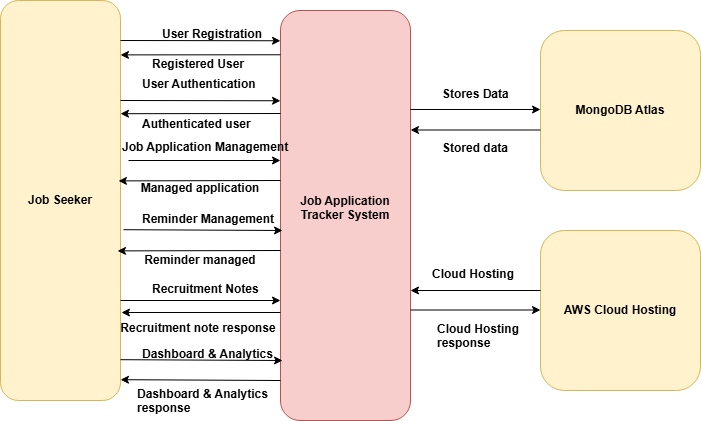 User Registration
Registered User
User Authentication
Authenticated user
Job Application Management
Managed application
Reminder Management
Reminder managed
Recruitment Notes
Recruitment note response
Dashboard & Analytics
Dashboard & Analytics
response
Job Seeker
Job Application
Tracker System
Stores Data
Stored data
MongoDB Atlas
Cloud Hosting
Cloud Hosting
response
AWS Cloud Hosting